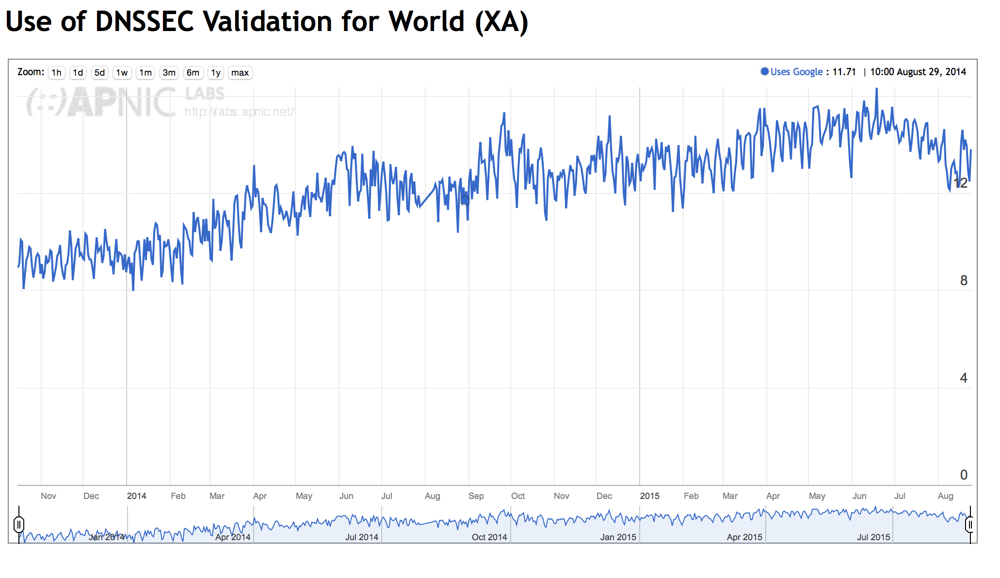 Use of DNSSEC Validation for World (XA)
Zoom: 1h 1d 5d 1w 1m 3m 6m 1y max
Uses Google : 11.71 | 10:00 August 29, 2014
(::) APNIC LABS
http://labs.apnic.net/
12
8
4
0
Nov Dec 2014 Feb Mar Apr May Jun Jul Aug Sep Oct Nov Dec 2015 Feb Mar Apr May Jun Jul Aug
Jan 2014 Apr 2014 Jul 2014 Oct 2014 Jan 2015 Apr 2015 Jul 2015